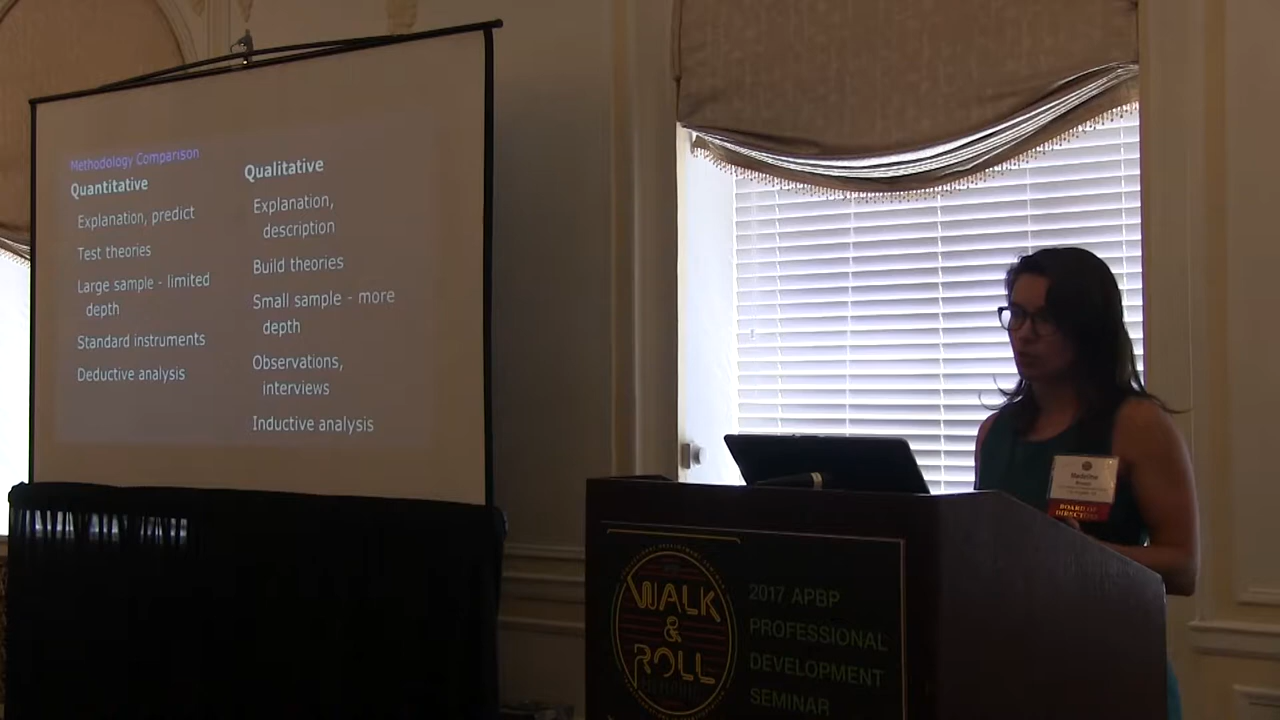 Methodology Comparison
Quantitative
Explanation, predict
Test theories
Large sample - limited
depth
Standard instruments
Deductive analysis
Qualitative
Explanation,
description
Build theories
Small sample - more
depth
Observations,
interviews
Inductive analysis
Madeline
BOARD OF
DIRECTORS
WALK
&
ROLL
2017 APBP
PROFESSIONAL
DEVELOPMENT
SEMINAR